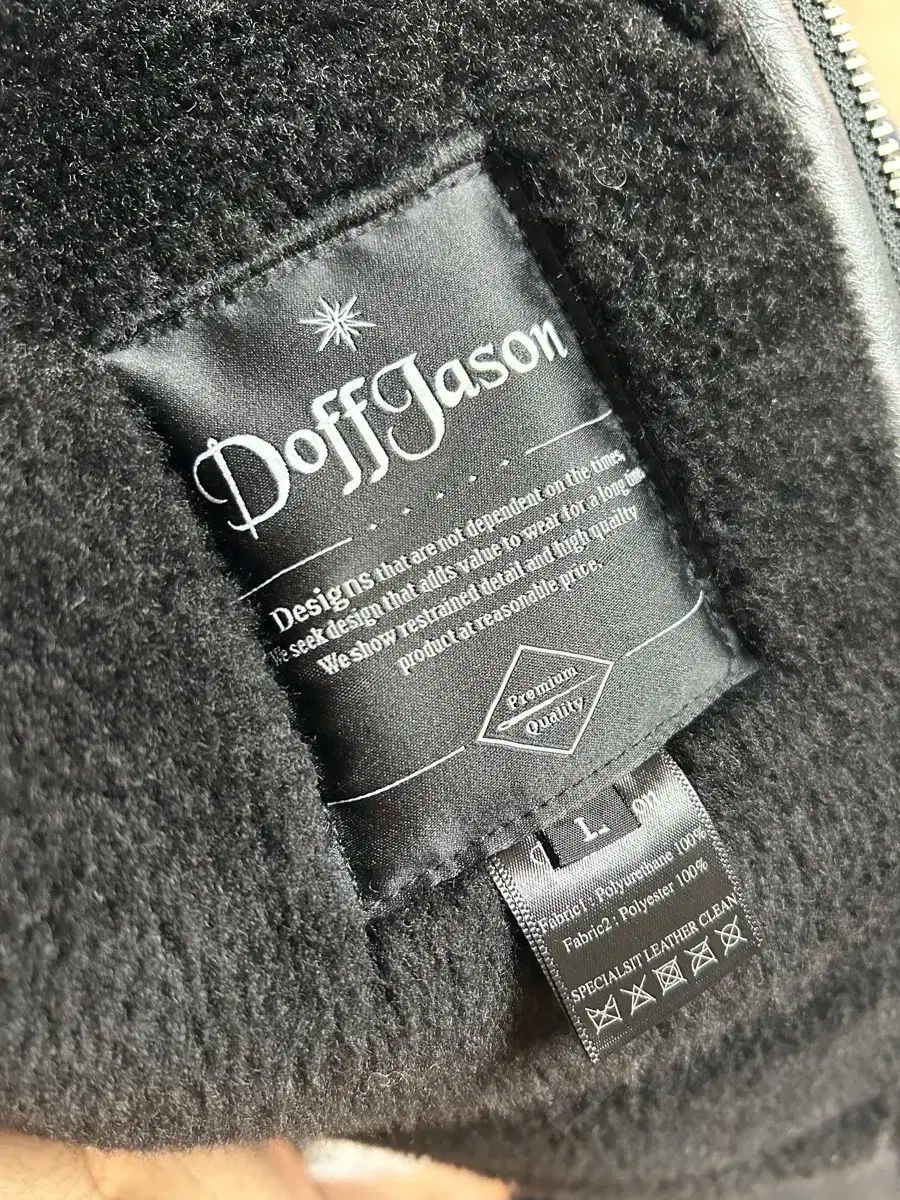 DoffJason
Designs that are not dependent on the times,
We seek design that adds value to wear for a long time
We show restrained detail and high quality
product at reasonable price.
Premium
Quality
L
Fabric1 : Polyurethane 100%
Fabric2 : Polyester 100%
SPECIALSIT LEATHER CLEAN